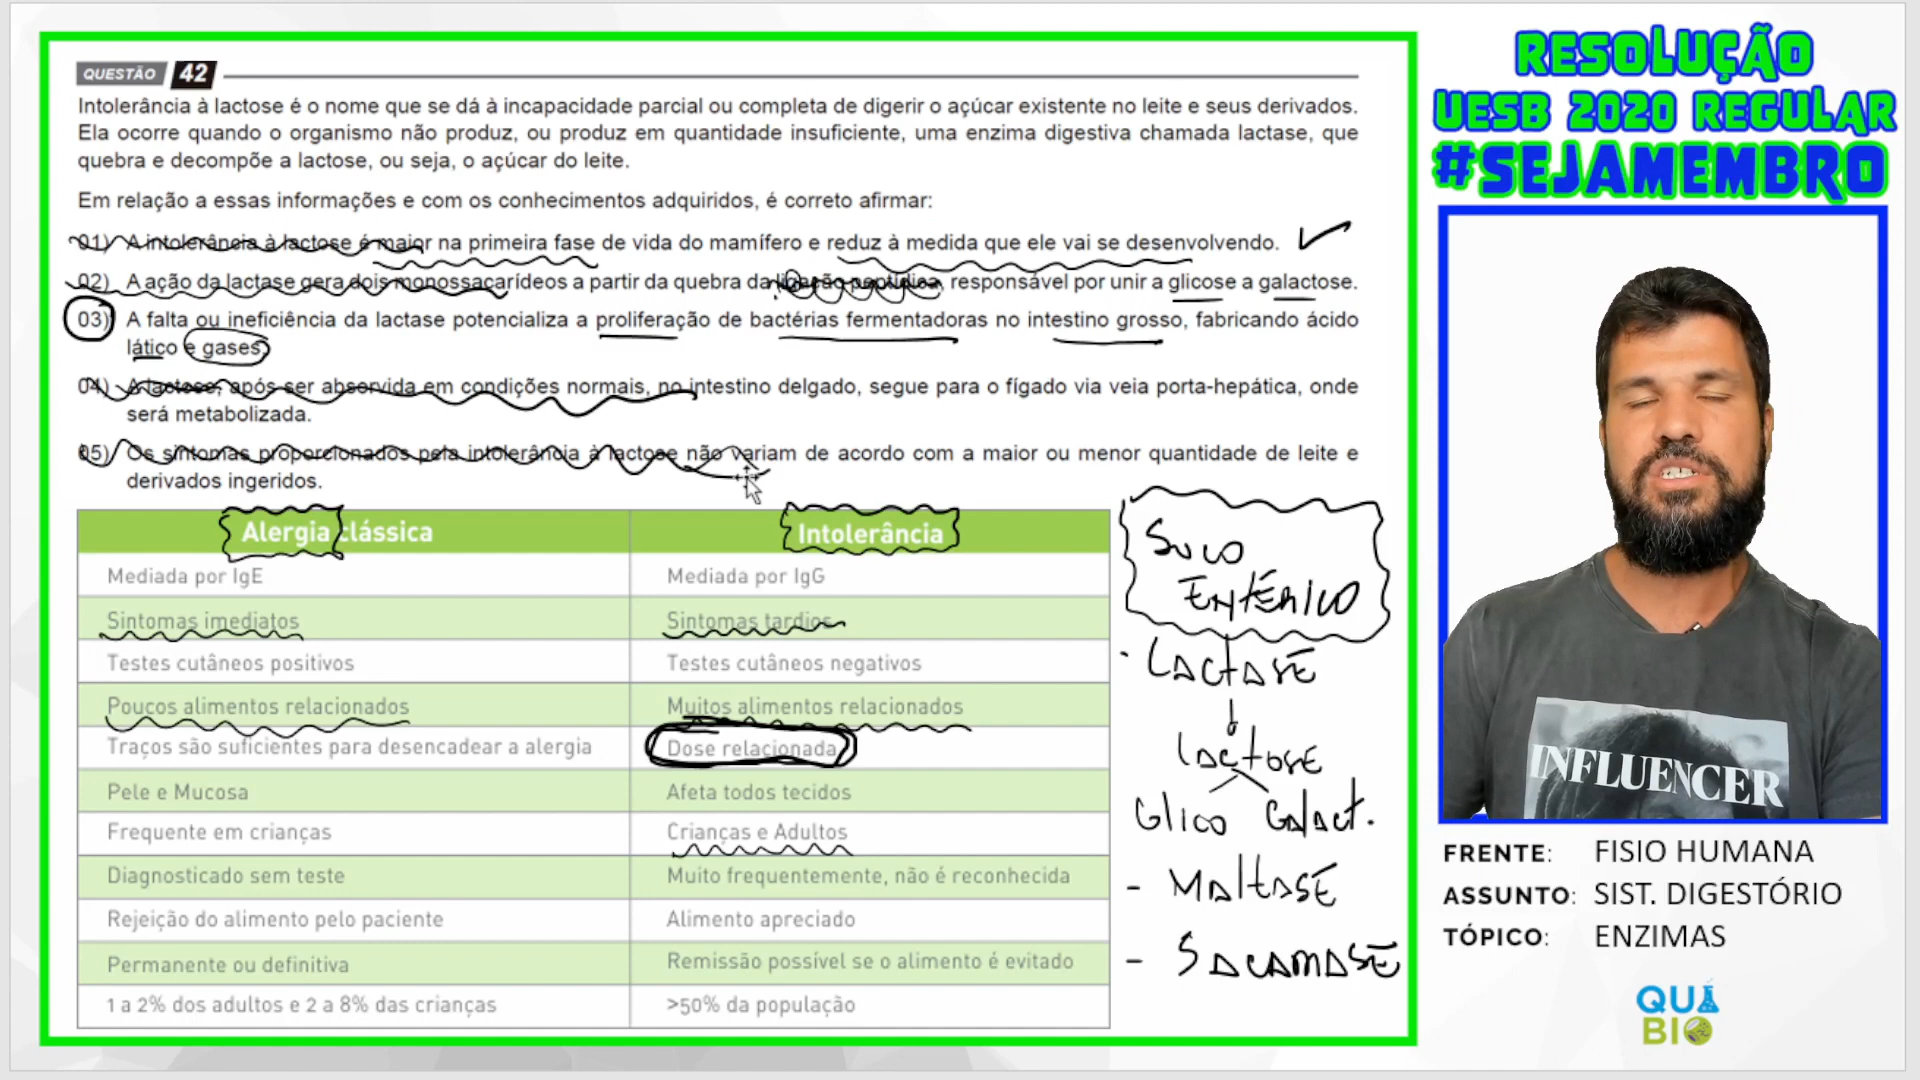 QUESTÃO 42
Intolerância à lactose é o nome que se dá à incapacidade parcial ou completa de digerir o açúcar existente no leite e seus derivados.
Ela ocorre quando o organismo não produz, ou produz em quantidade insuficiente, uma enzima digestiva chamada lactase, que
quebra e decompõe a lactose, ou seja, o açúcar do leite.
Em relação a essas informações e com os conhecimentos adquiridos, é correto afirmar:
01) A intolerância à lactose é maior na primeira fase de vida do mamífero e reduz à medida que ele vai se desenvolvendo.
02) A ação da lactase gera dois monossacarídeos a partir da quebra da ligação peptídica, responsável por unir a glicose a galactose.
03) A falta ou ineficiência da lactase potencializa a proliferação de bactérias fermentadoras no intestino grosso, fabricando ácido
lático e gases.
04) A lactose, após ser absorvida em condições normais, no intestino delgado, segue para o fígado via veia porta-hepática, onde
será metabolizada.
05) Os sintomas proporcionados pela intolerância à lactose não variam de acordo com a maior ou menor quantidade de leite e
derivados ingeridos.
Alergia clássica Intolerância
Mediada por IgE Mediada por IgG
Sintomas imediatos Sintomas tardios
Testes cutâneos positivos Testes cutâneos negativos
Poucos alimentos relacionados Muitos alimentos relacionados
Traços são suficientes para desencadear a alergia Dose relacionada
Pele e Mucosa Afeta todos tecidos
Frequente em crianças Crianças e Adultos
Diagnosticado sem teste Muito frequentemente, não é reconhecida
Rejeição do alimento pelo paciente Alimento apreciado
Permanente ou definitiva Remissão possível se o alimento é evitado
1 a 2% dos adultos e 2 a 8% das crianças >50% da população
SUCO
ENTÉRICO
- LACTASE
LACTOSE
Glico Galact.
- MALTASE
- SACARASE
RESOLUÇÃO
UESB 2020 REGULAR
#SEJAMEMBRO
INFLUENCER
FRENTE: FISIO HUMANA
ASSUNTO: SIST. DIGESTÓRIO
TÓPICO: ENZIMAS
QUÁ
BIO